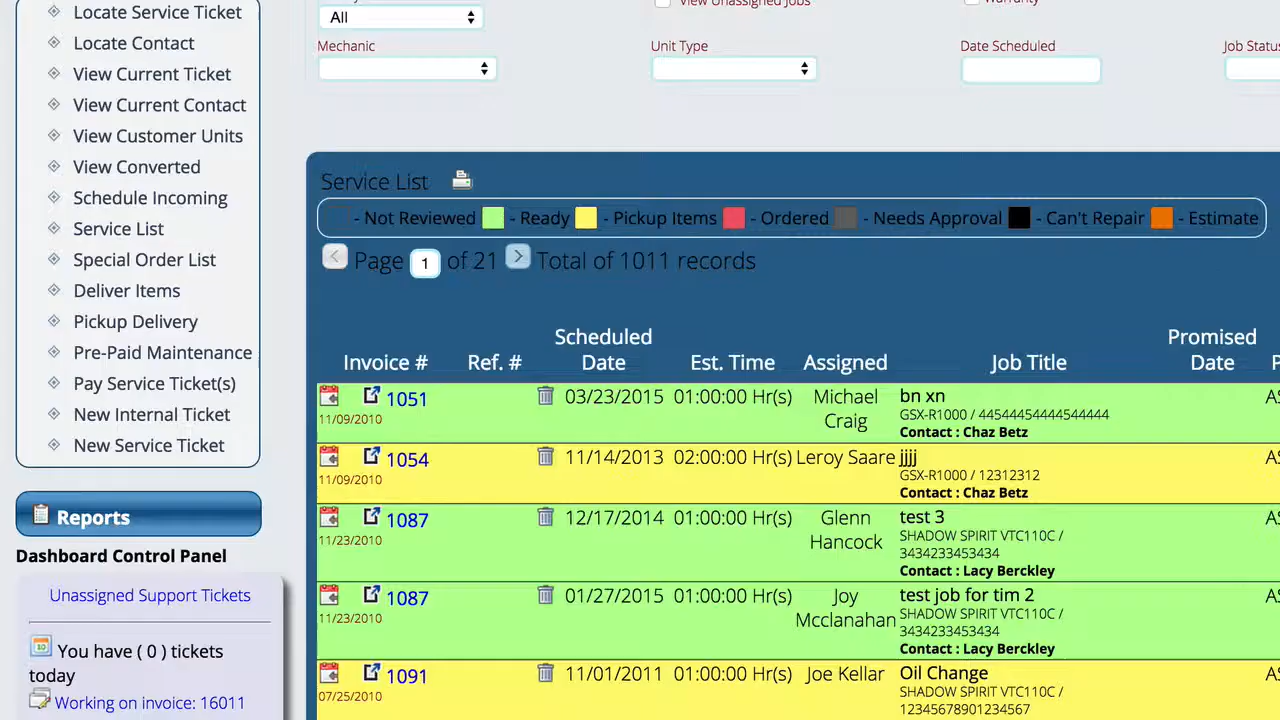 Locate Service Ticket
Locate Contact
View Current Ticket
View Current Contact
View Customer Units
View Converted
Schedule Incoming
Service List
Special Order List
Deliver Items
Pickup Delivery
Pre-Paid Maintenance
Pay Service Ticket(s)
New Internal Ticket
New Service Ticket
Reports
Dashboard Control Panel
Unassigned Support Tickets
You have ( 0 ) tickets
today
Working on invoice: 16011
View Unassigned Jobs
Warranty
All
Mechanic Unit Type Date Scheduled Job Status
Service List
- Not Reviewed - Ready - Pickup Items - Ordered - Needs Approval - Can't Repair - Estimate
< Page 1 of 21 > Total of 1011 records
Scheduled Promised
Invoice # Ref. # Date Est. Time Assigned Job Title Date
1051 03/23/2015 01:00:00 Hr(s) Michael bn xn
11/09/2010 Craig GSX-R1000 / 44544454444544444
Contact : Chaz Betz
1054 11/14/2013 02:00:00 Hr(s) Leroy Saare jjjj
11/09/2010 GSX-R1000 / 12312312
Contact : Chaz Betz
1087 12/17/2014 01:00:00 Hr(s) Glenn test 3
11/23/2010 Hancock SHADOW SPIRIT VTC110C /
3434233453434
Contact : Lacy Berckley
1087 01/27/2015 01:00:00 Hr(s) Joy test job for tim 2
11/23/2010 Mcclanahan SHADOW SPIRIT VTC110C /
3434233453434
Contact : Lacy Berckley
1091 11/01/2011 01:00:00 Hr(s) Joe Kellar Oil Change
07/25/2010 SHADOW SPIRIT VTC110C /
12345678901234567